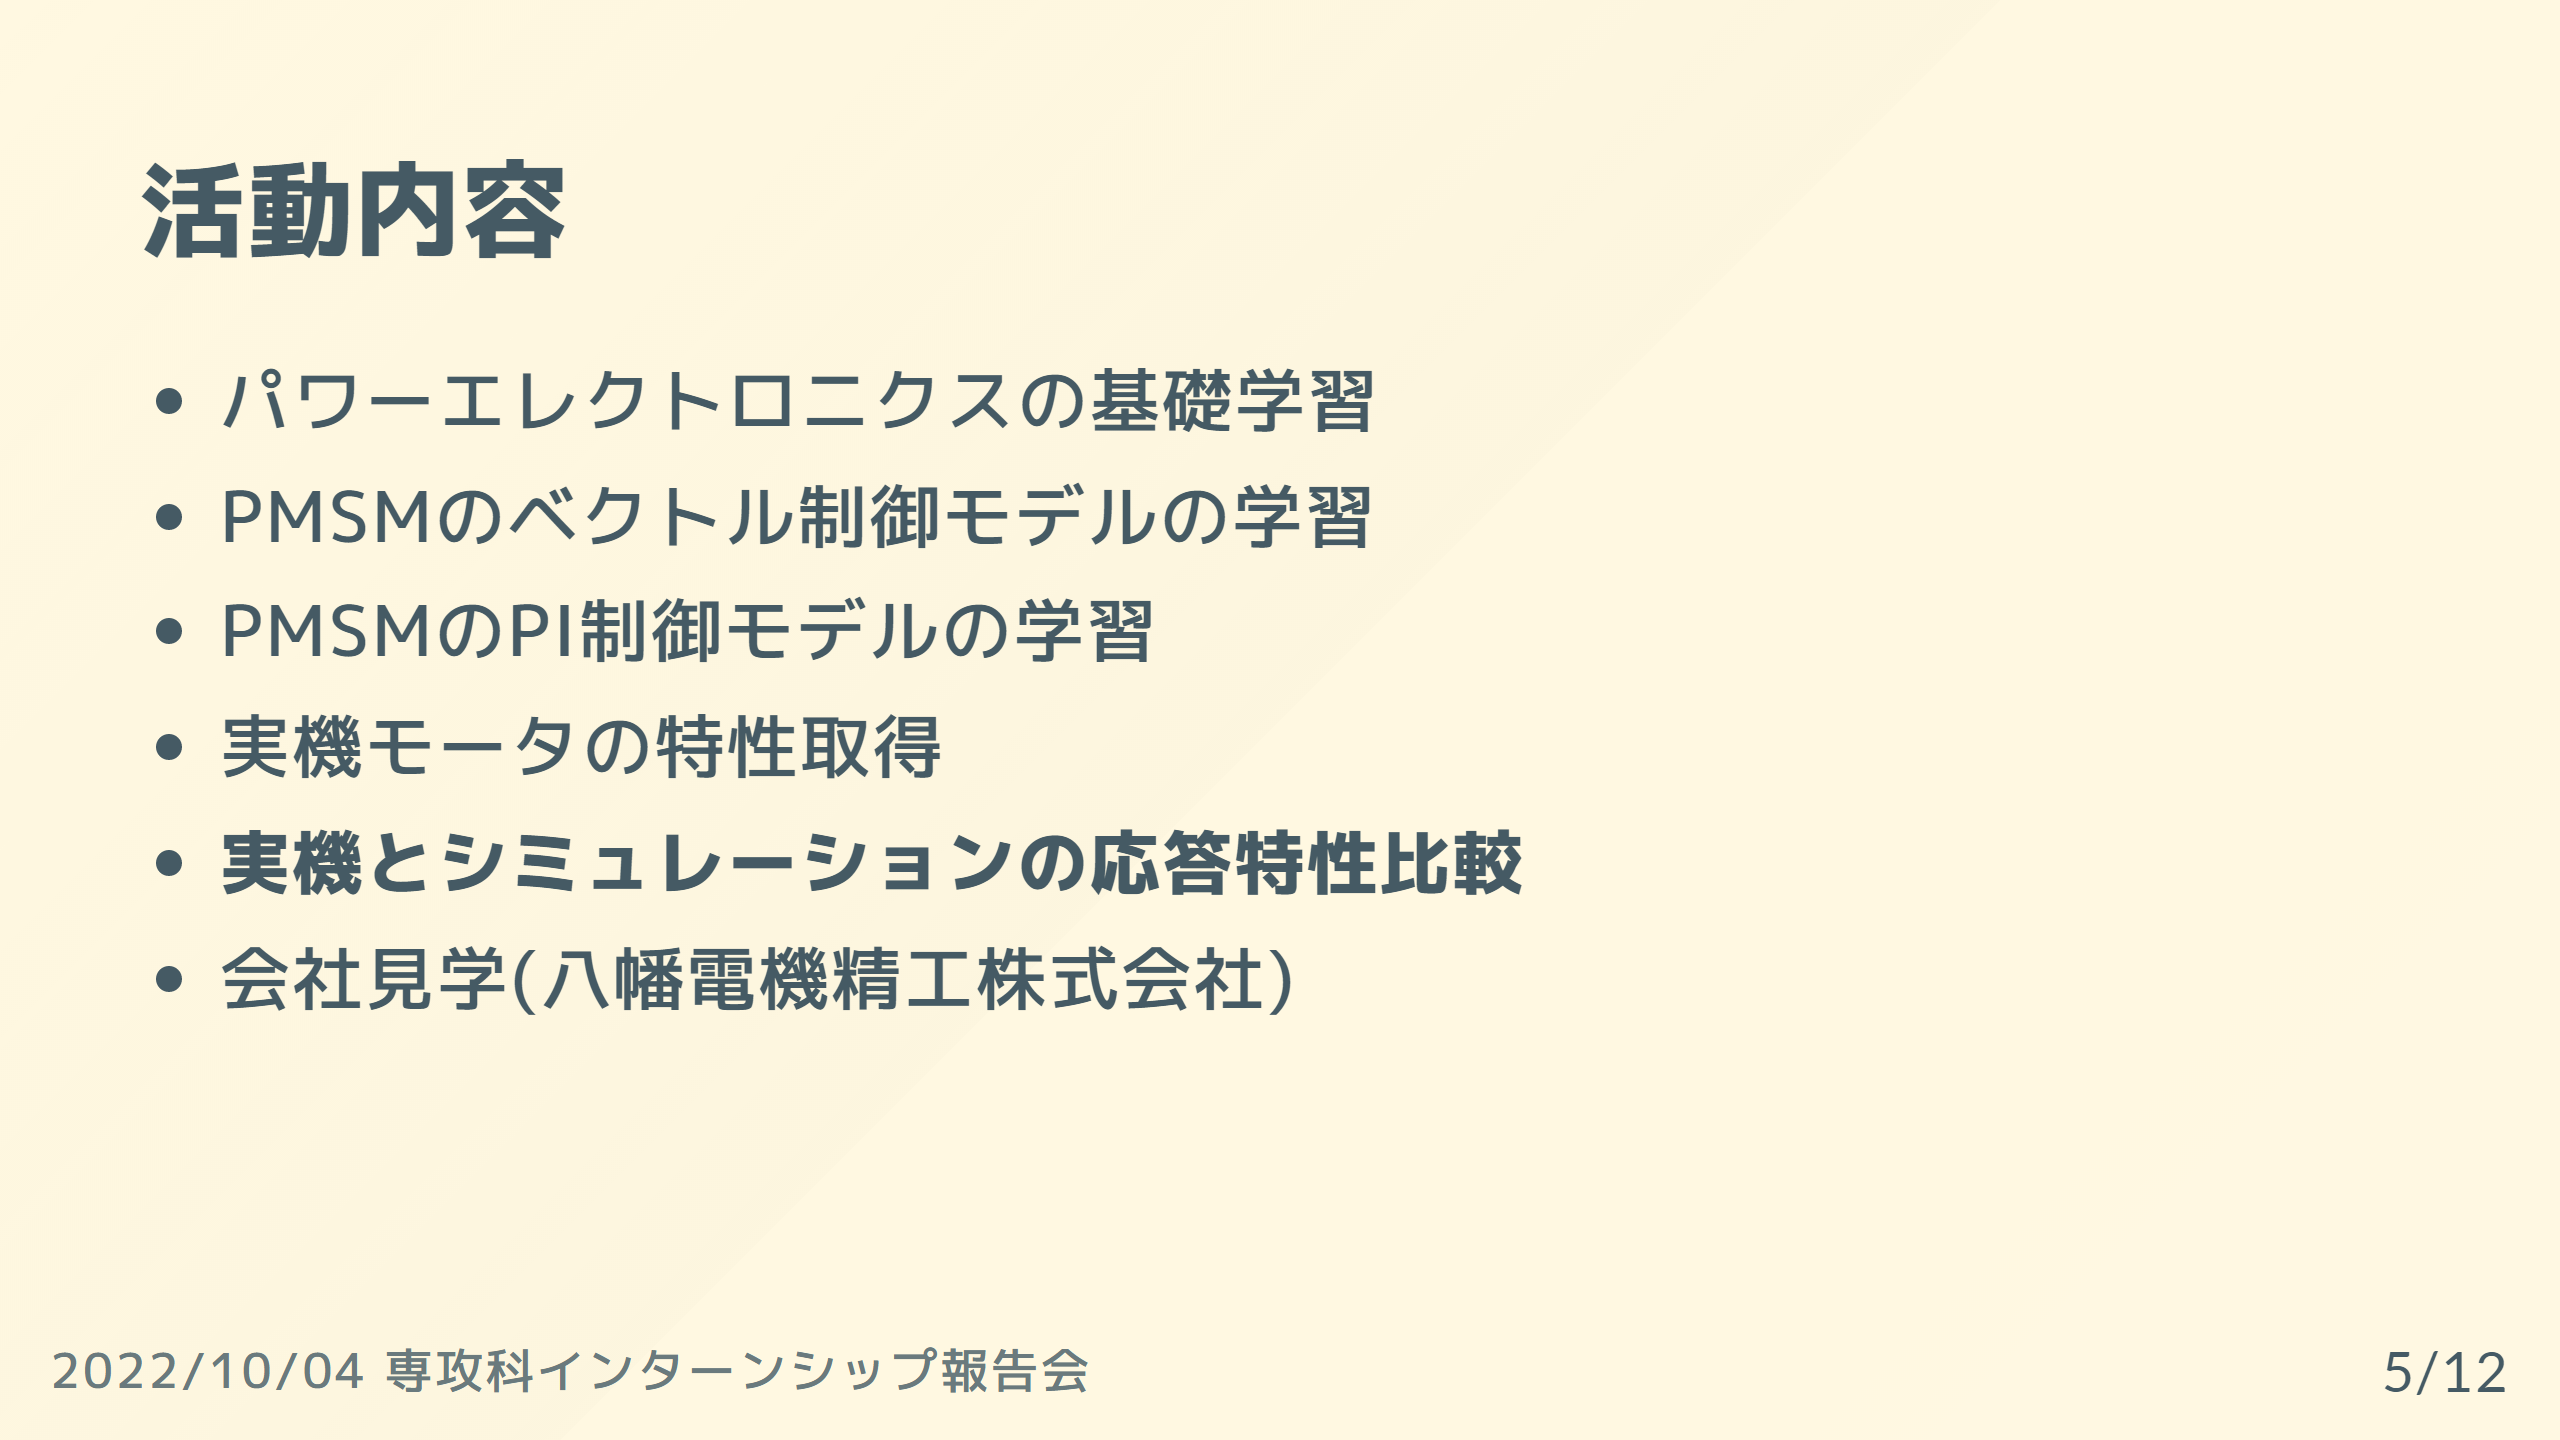 活動内容
• パワーエレクトロニクスの基礎学習
• PMSMのベクトル制御モデルの学習
• PMSMのPI制御モデルの学習
• 実機モータの特性取得
• 実機とシミュレーションの応答特性比較
• 会社見学(八幡電機精工株式会社)
2022/10/04 専攻科インターンシップ報告会
5/12